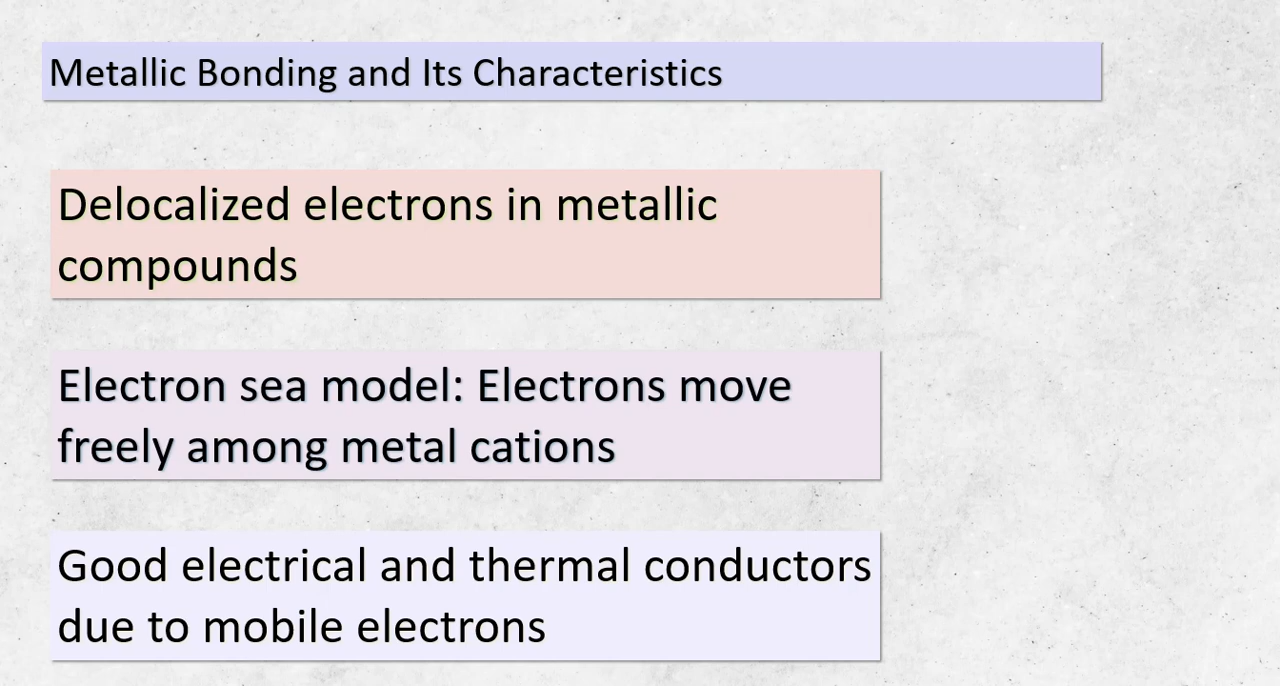 Metallic Bonding and Its Characteristics
Delocalized electrons in metallic
compounds
Electron sea model: Electrons move
freely among metal cations
Good electrical and thermal conductors
due to mobile electrons